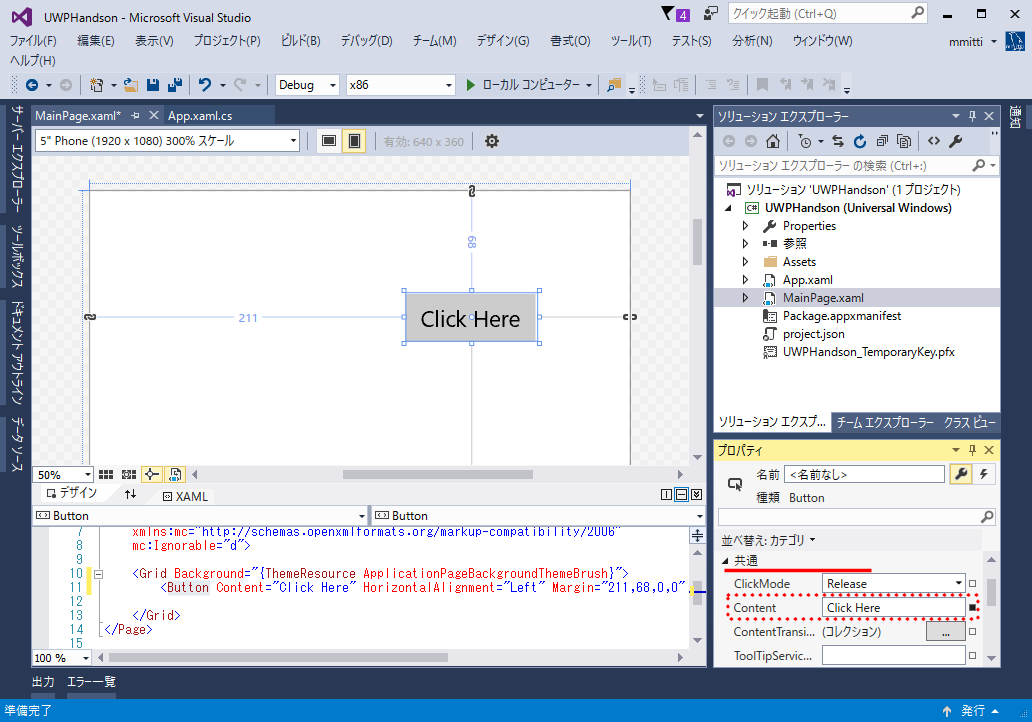 UWPHandson - Microsoft Visual Studio
4
クイック起動 (Ctrl+Q)
ファイル(F) 編集(E) 表示(V) プロジェクト(P) ビルド(B) デバッグ(D) チーム(M) デザイン(G) 書式(O) ツール(T) テスト(S) 分析(N) ウィンドウ(W)
mmitti
ヘルプ(H)
Debug x86 ローカル コンピューター
サーバー エクスプローラー
ツールボックス
ドキュメント アウトライン
データ ソース
MainPage.xaml* App.xaml.cs
5" Phone (1920 x 1080) 300% スケール
有効: 640 x 360
68
211
Click Here
50%
デザイン XAML
Button Button
7 xmlns:mc="http://schemas.openxmlformats.org/markup-compatibility/2006"
8 mc:Ignorable="d">
9
10 <Grid Background="{ThemeResource ApplicationPageBackgroundThemeBrush}">
11 <Button Content="Click Here" HorizontalAlignment="Left" Margin="211,68,0,0"
12
13 </Grid>
14 </Page>
15
100 %
ソリューション エクスプローラー
ソリューション エクスプローラー の検索 (Ctrl+:)
ソリューション 'UWPHandson' (1 プロジェクト)
C# UWPHandson (Universal Windows)
Properties
参照
Assets
App.xaml
MainPage.xaml
Package.appxmanifest
project.json
UWPHandson_TemporaryKey.pfx
ソリューション エクスプ... チーム エクスプローラー クラス ビュー
プロパティ
名前 <名前なし>
種類 Button
並べ替え: カテゴリ
共通
ClickMode Release
Content Click Here
ContentTransi... (コレクション) ...
ToolTipServic...
通知
出力 エラー一覧
準備完了
発行